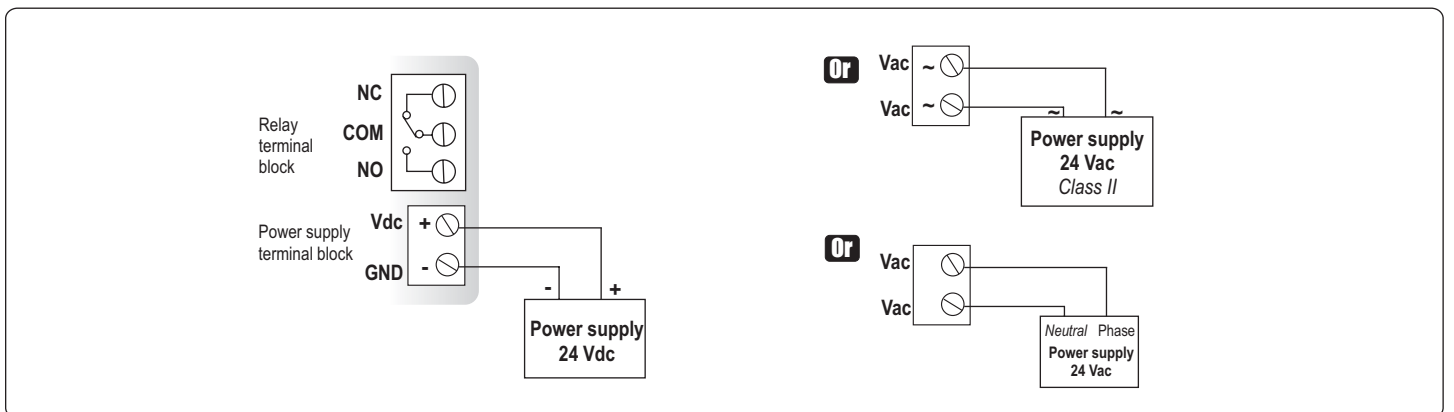 NC
Relay
terminal
block
COM
NO
Power supply
terminal block
Vdc
+
GND
-
- +
Power supply
24 Vdc
Or
Vac ~
Vac ~
~ ~
Power supply
24 Vac
Class II
Or
Vac
Vac
Neutral Phase
Power supply
24 Vac